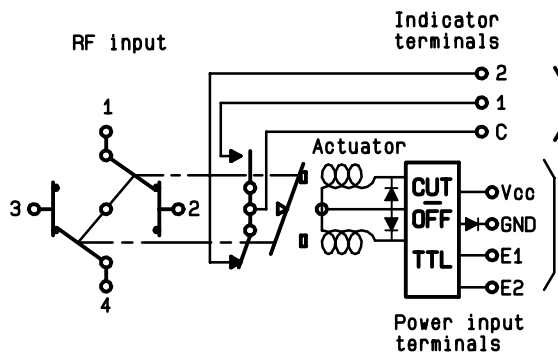 Indicator
terminals
RF input
2
1
C
1
Actuator
3
2
CUT
OFF
TTL
Vcc
GND
E1
E2
4
Power input
terminals